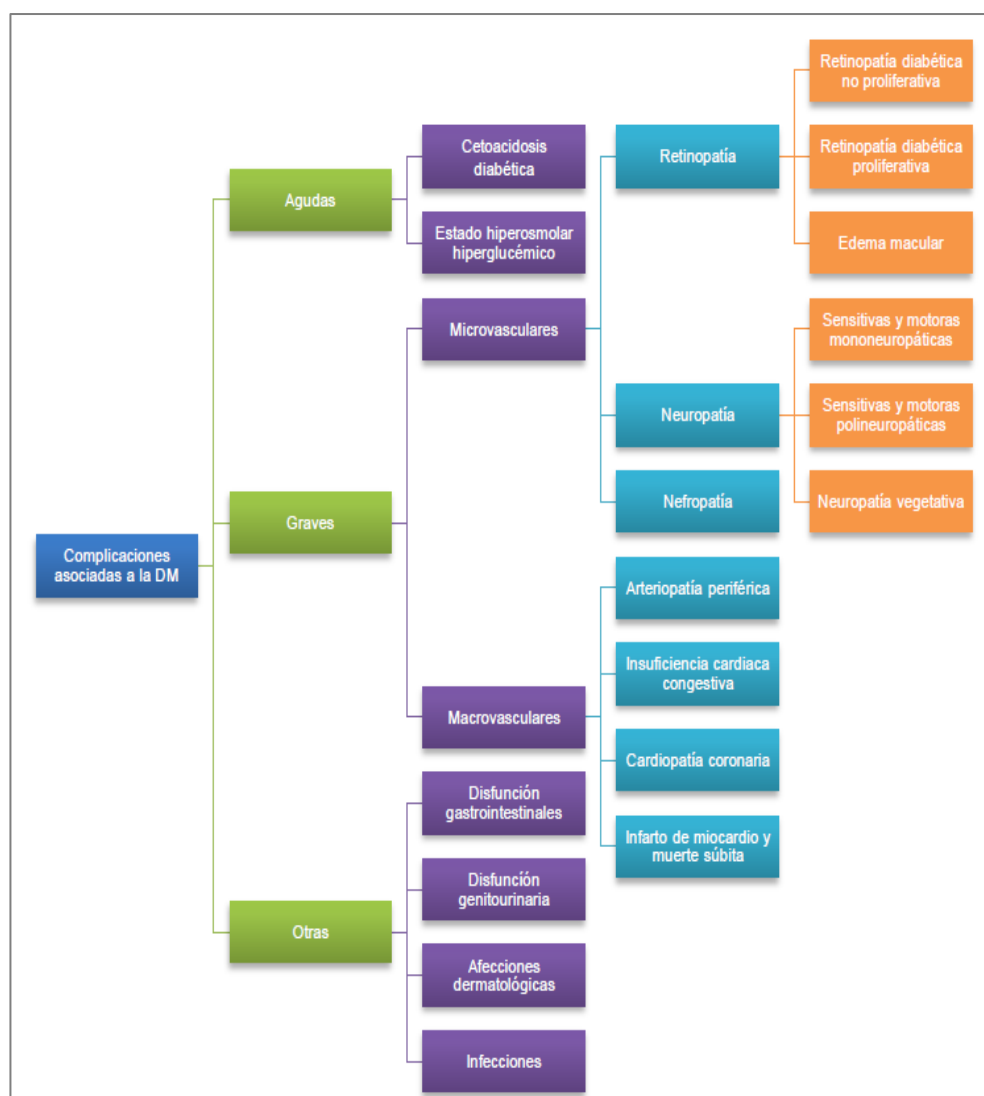 Complicaciones
asociadas a la DM
Agudas
Cetoacidosis
diabética
Estado hiperosmolar
hiperglucémico
Graves
Microvasculares
Retinopatía
Retinopatía diabética
no proliferativa
Retinopatía diabética
proliferativa
Edema macular
Neuropatía
Sensitivas y motoras
mononeuropáticas
Sensitivas y motoras
polineuropáticas
Neuropatía vegetativa
Nefropatía
Macrovasculares
Arteriopatía periférica
Insuficiencia cardiaca
congestiva
Cardiopatía coronaria
Infarto de miocardio y
muerte súbita
Otras
Disfunción
gastrointestinales
Disfunción
genitourinaria
Afecciones
dermatológicas
Infecciones